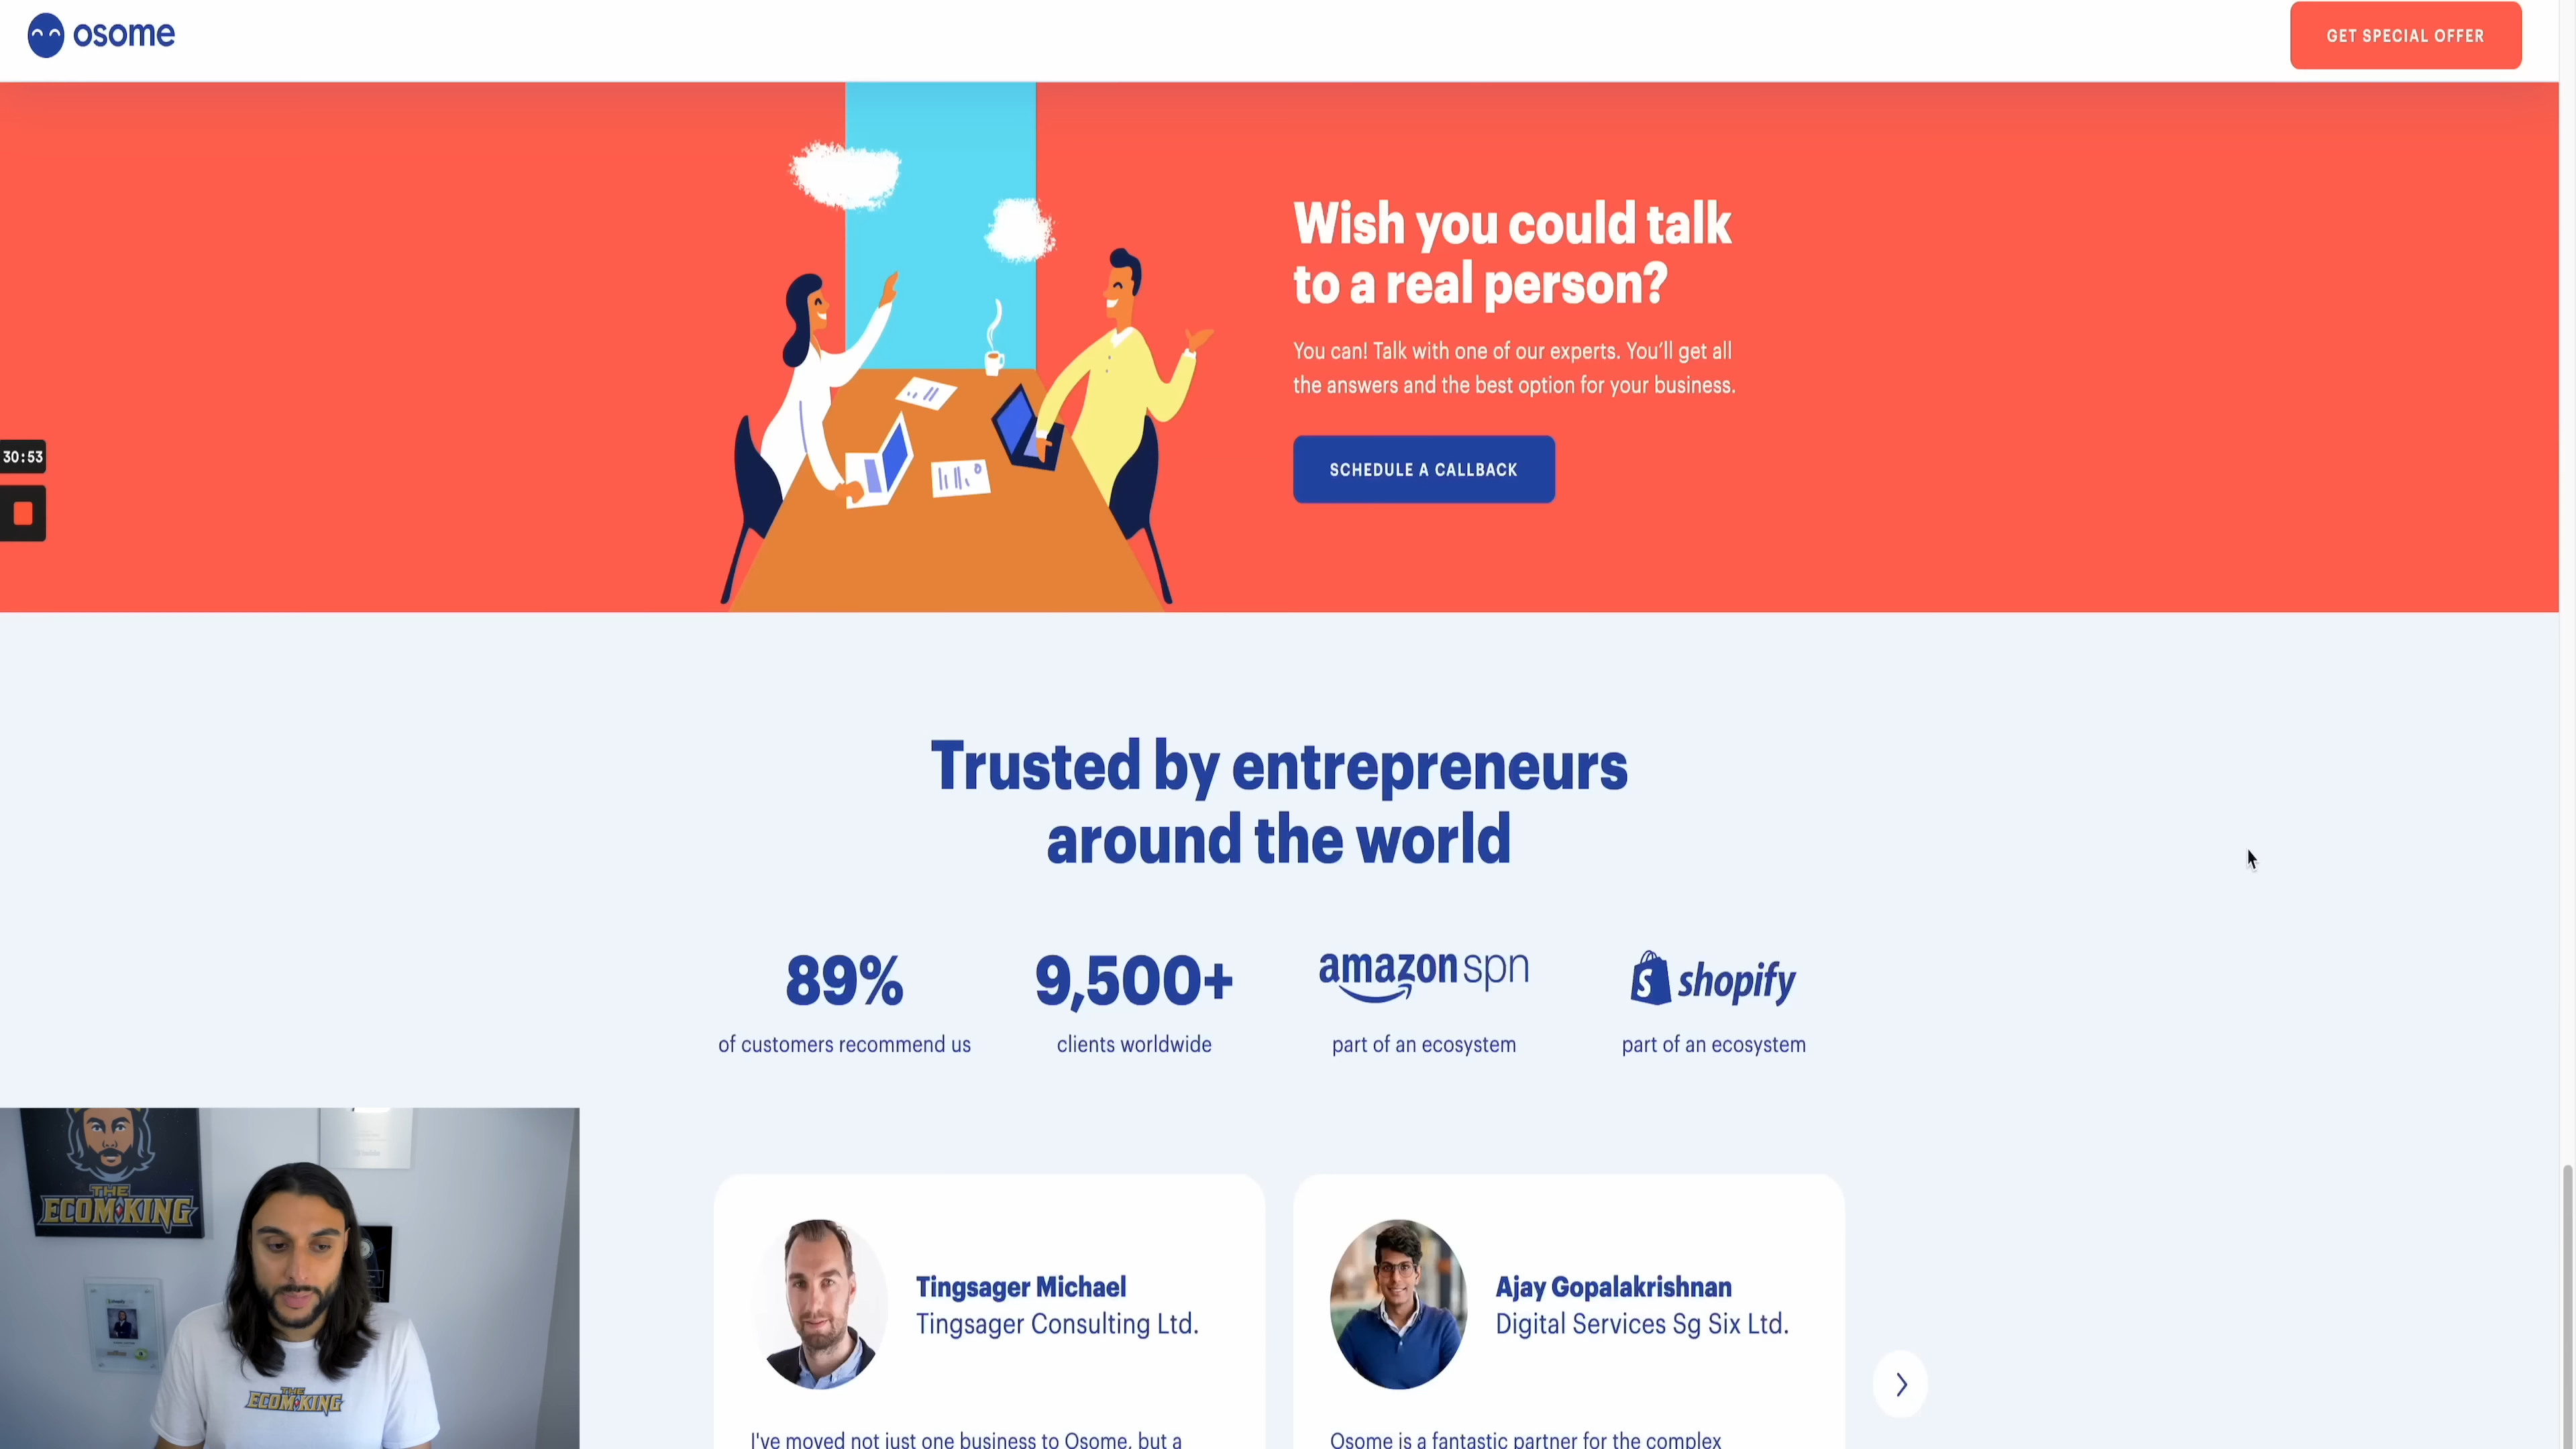 osome
GET SPECIAL OFFER
Wish you could talk
to a real person?
You can! Talk with one of our experts. You’ll get all
the answers and the best option for your business.
SCHEDULE A CALLBACK
30:53
Trusted by entrepreneurs
around the world
89%
of customers recommend us
9,500+
clients worldwide
amazon spn
part of an ecosystem
shopify
part of an ecosystem
THE
ECOM KING
THE
ECOM KING
Tingsager Michael
Tingsager Consulting Ltd.
I've moved not just one business to Osome, but a
Ajay Gopalakrishnan
Digital Services Sg Six Ltd.
Osome is a fantastic partner for the complex